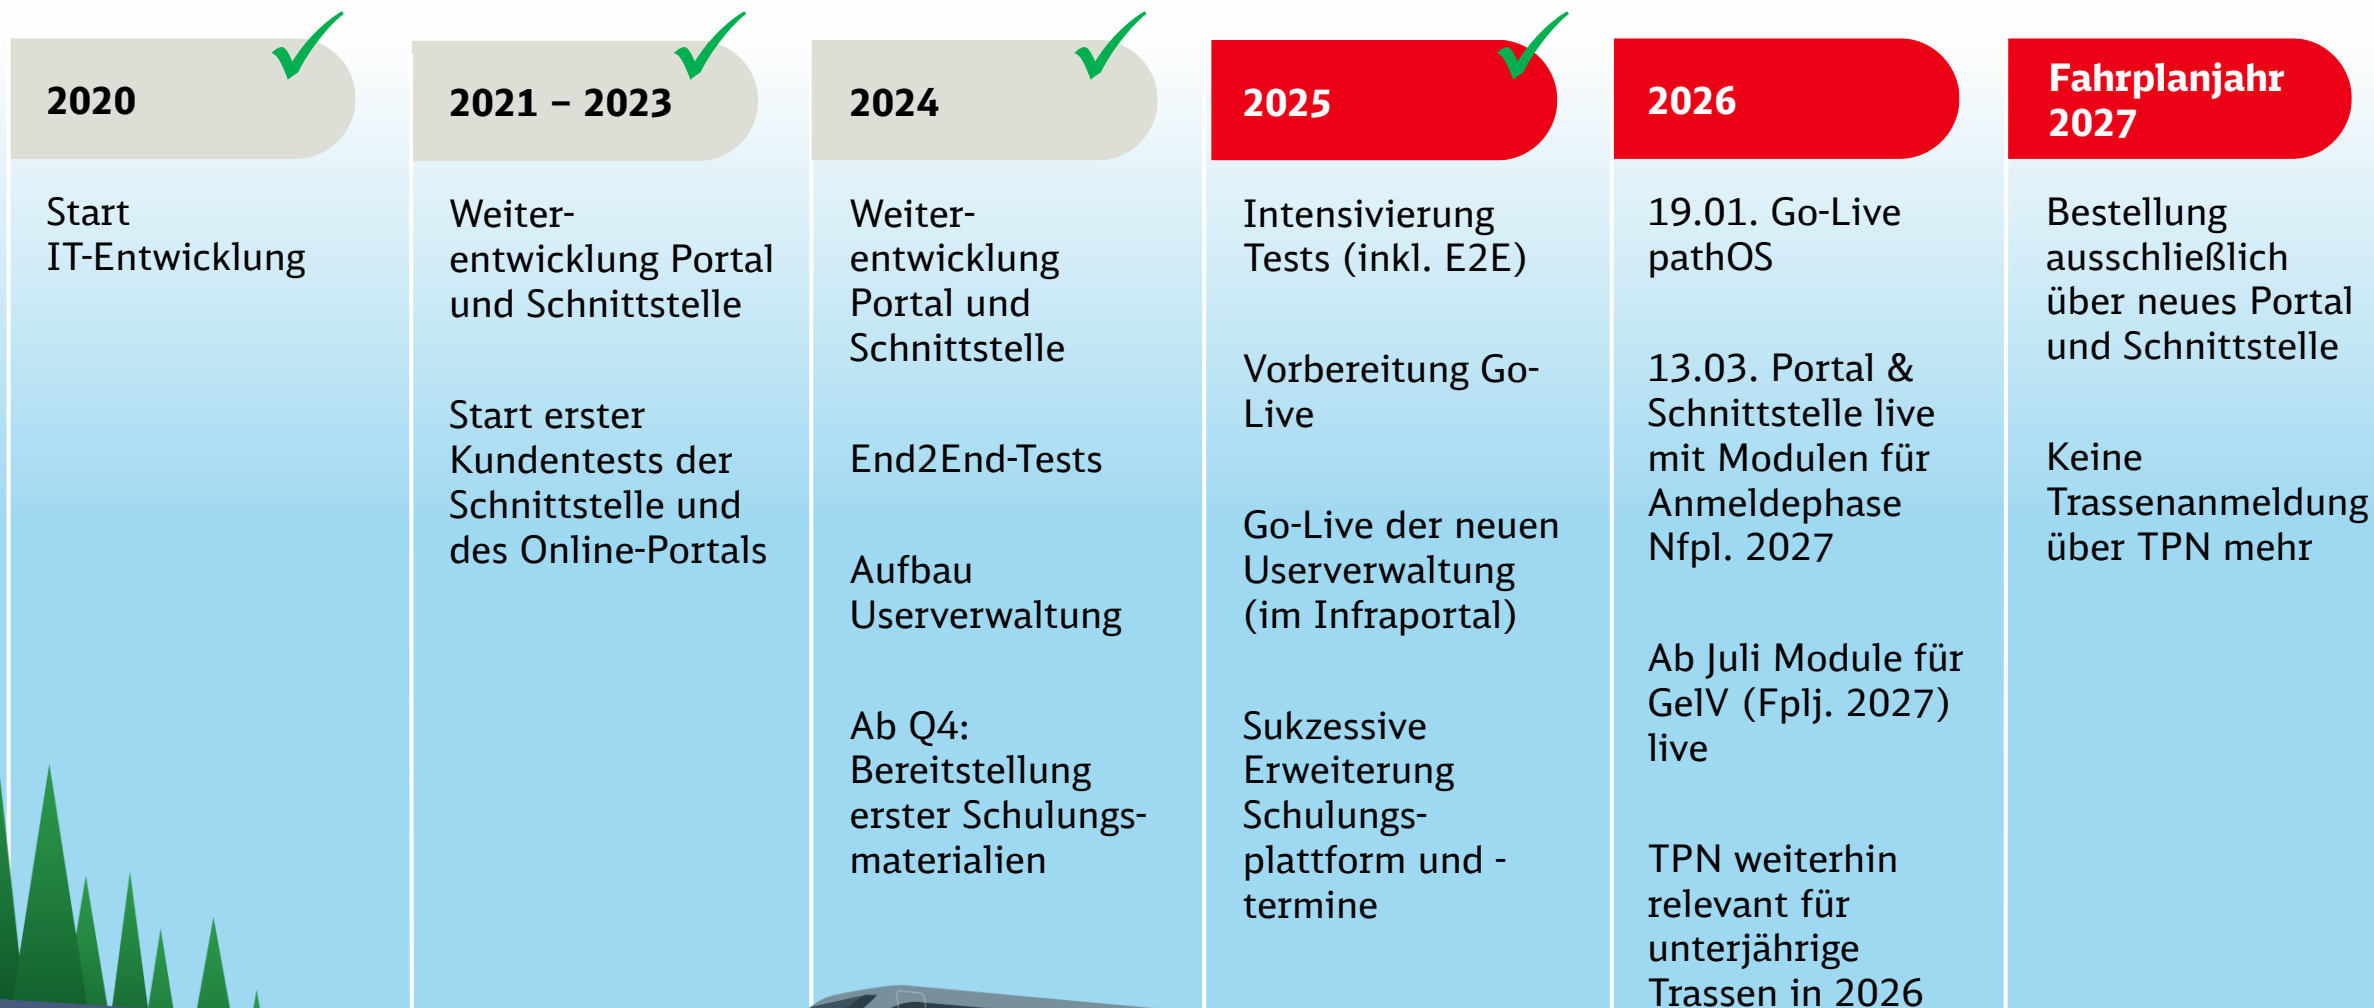 2020
Start
IT-Entwicklung
2021 – 2023
Weiter-
entwicklung Portal
und Schnittstelle
Start erster
Kundentests der
Schnittstelle und
des Online-Portals
2024
Weiter-
entwicklung
Portal und
Schnittstelle
End2End-Tests
Aufbau
Userverwaltung
Ab Q4:
Bereitstellung
erster Schulungs-
materialien
2025
Intensivierung
Tests (inkl. E2E)
Vorbereitung Go-
Live
Go-Live der neuen
Userverwaltung
(im Infraportal)
Sukzessive
Erweiterung
Schulungs-
plattform und -
termine
2026
19.01. Go-Live
pathOS
13.03. Portal &
Schnittstelle live
mit Modulen für
Anmeldephase
Nfpl. 2027
Ab Juli Module für
GelV (Fplj. 2027)
live
TPN weiterhin
relevant für
unterjährige
Trassen in 2026
Fahrplanjahr
2027
Bestellung
ausschließlich
über neues Portal
und Schnittstelle
Keine
Trassenanmeldung
über TPN mehr